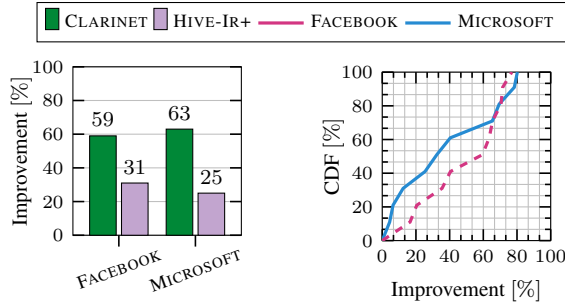 CLARINET HIVE-IR+ FACEBOOK MICROSOFT
Improvement [%]
100
80
60
40
20
0
59
31
63
25
FACEBOOK
MICROSOFT
CDF [%]
100
80
60
40
20
0
0 20 40 60 80 100
Improvement [%]